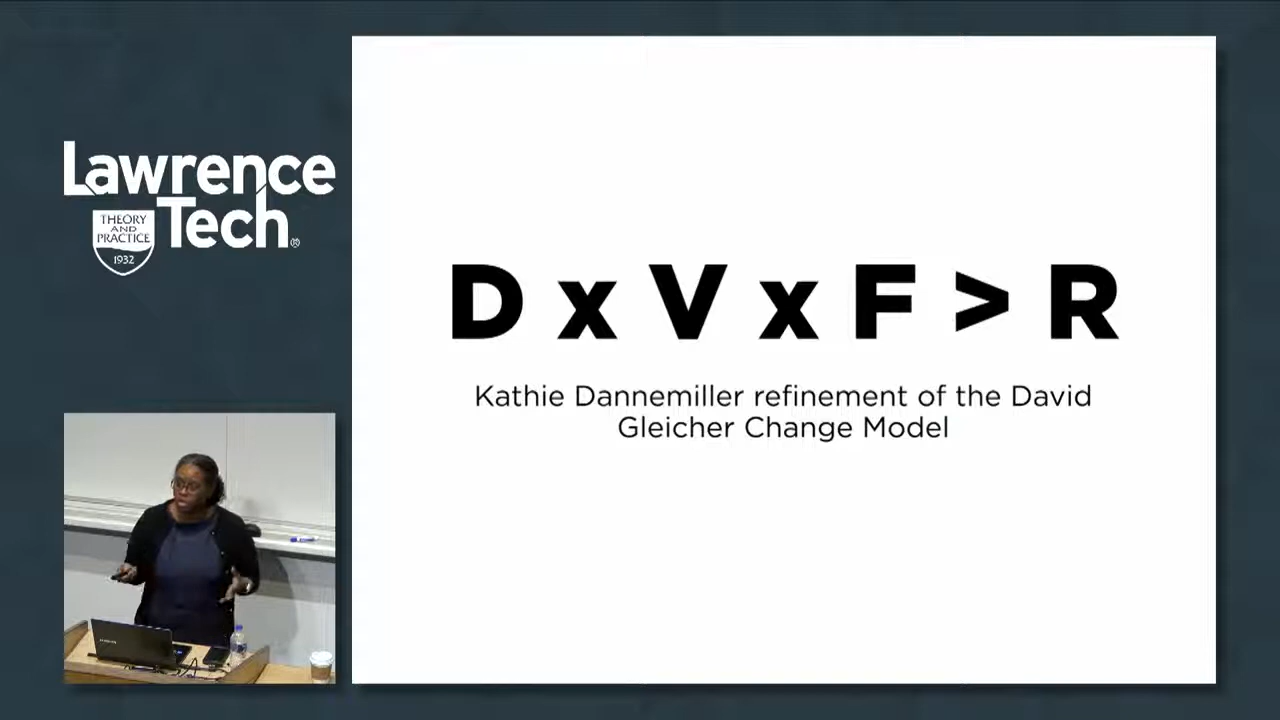 Lawrence
Tech®
THEORY
AND
PRACTICE
1932
D x V x F > R
Kathie Dannemiller refinement of the David
Gleicher Change Model